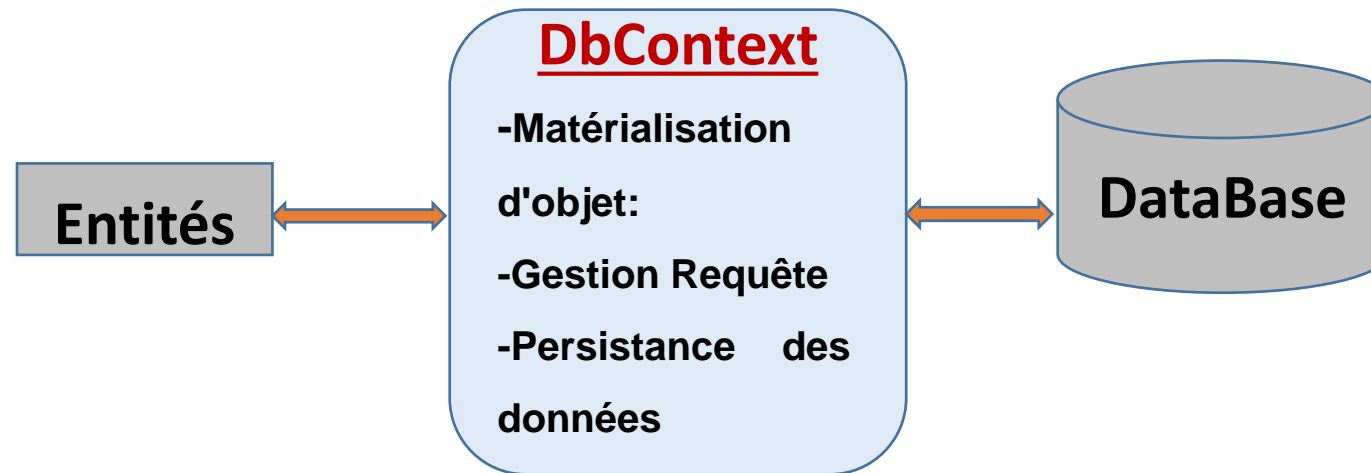 Entités
DbContext
-Matérialisation
d'objet:
-Gestion Requête
-Persistance des
données
DataBase